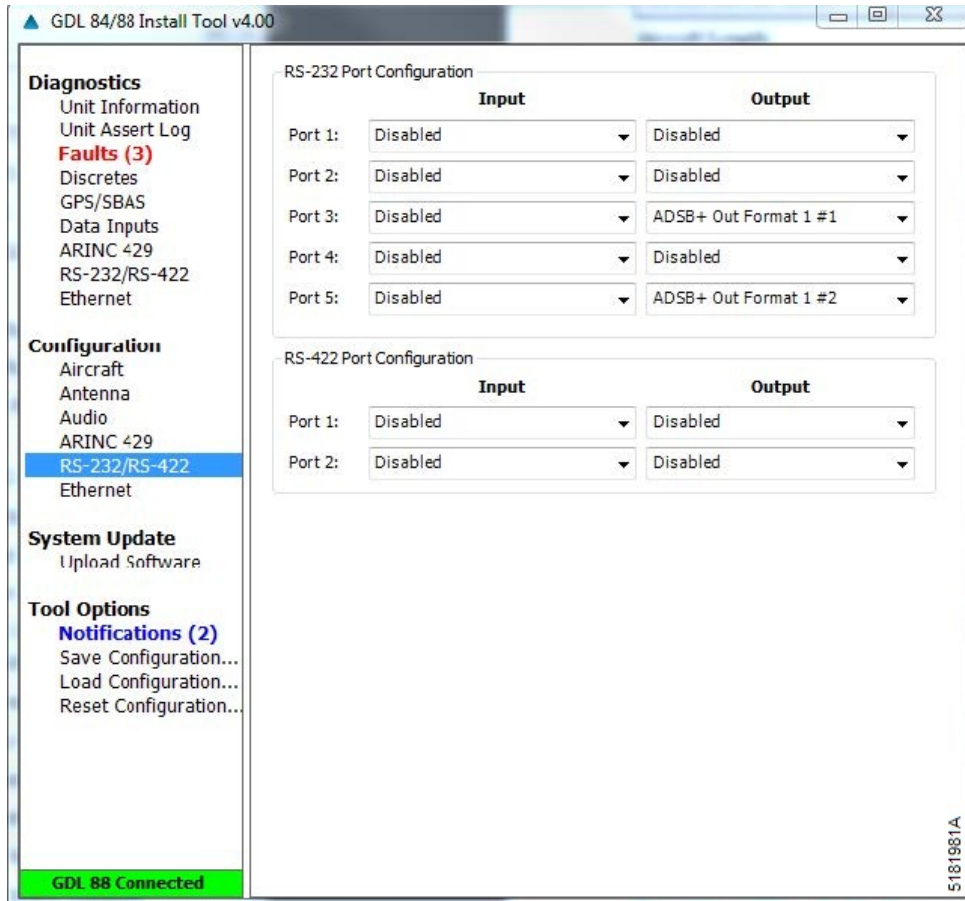 GDL 84/88 Install Tool v4.00
Diagnostics
Unit Information
Unit Assert Log
Faults (3)
Discretes
GPS/SBAS
Data Inputs
ARINC 429
RS-232/RS-422
Ethernet
Configuration
Aircraft
Antenna
Audio
ARINC 429
RS-232/RS-422
Ethernet
System Update
Upload Software
Tool Options
Notifications (2)
Save Configuration...
Load Configuration...
Reset Configuration...
GDL 88 Connected
RS-232 Port Configuration
Input Output
Port 1: Disabled Disabled
Port 2: Disabled Disabled
Port 3: Disabled ADSB+ Out Format 1 #1
Port 4: Disabled Disabled
Port 5: Disabled ADSB+ Out Format 1 #2
RS-422 Port Configuration
Input Output
Port 1: Disabled Disabled
Port 2: Disabled Disabled
5181981A